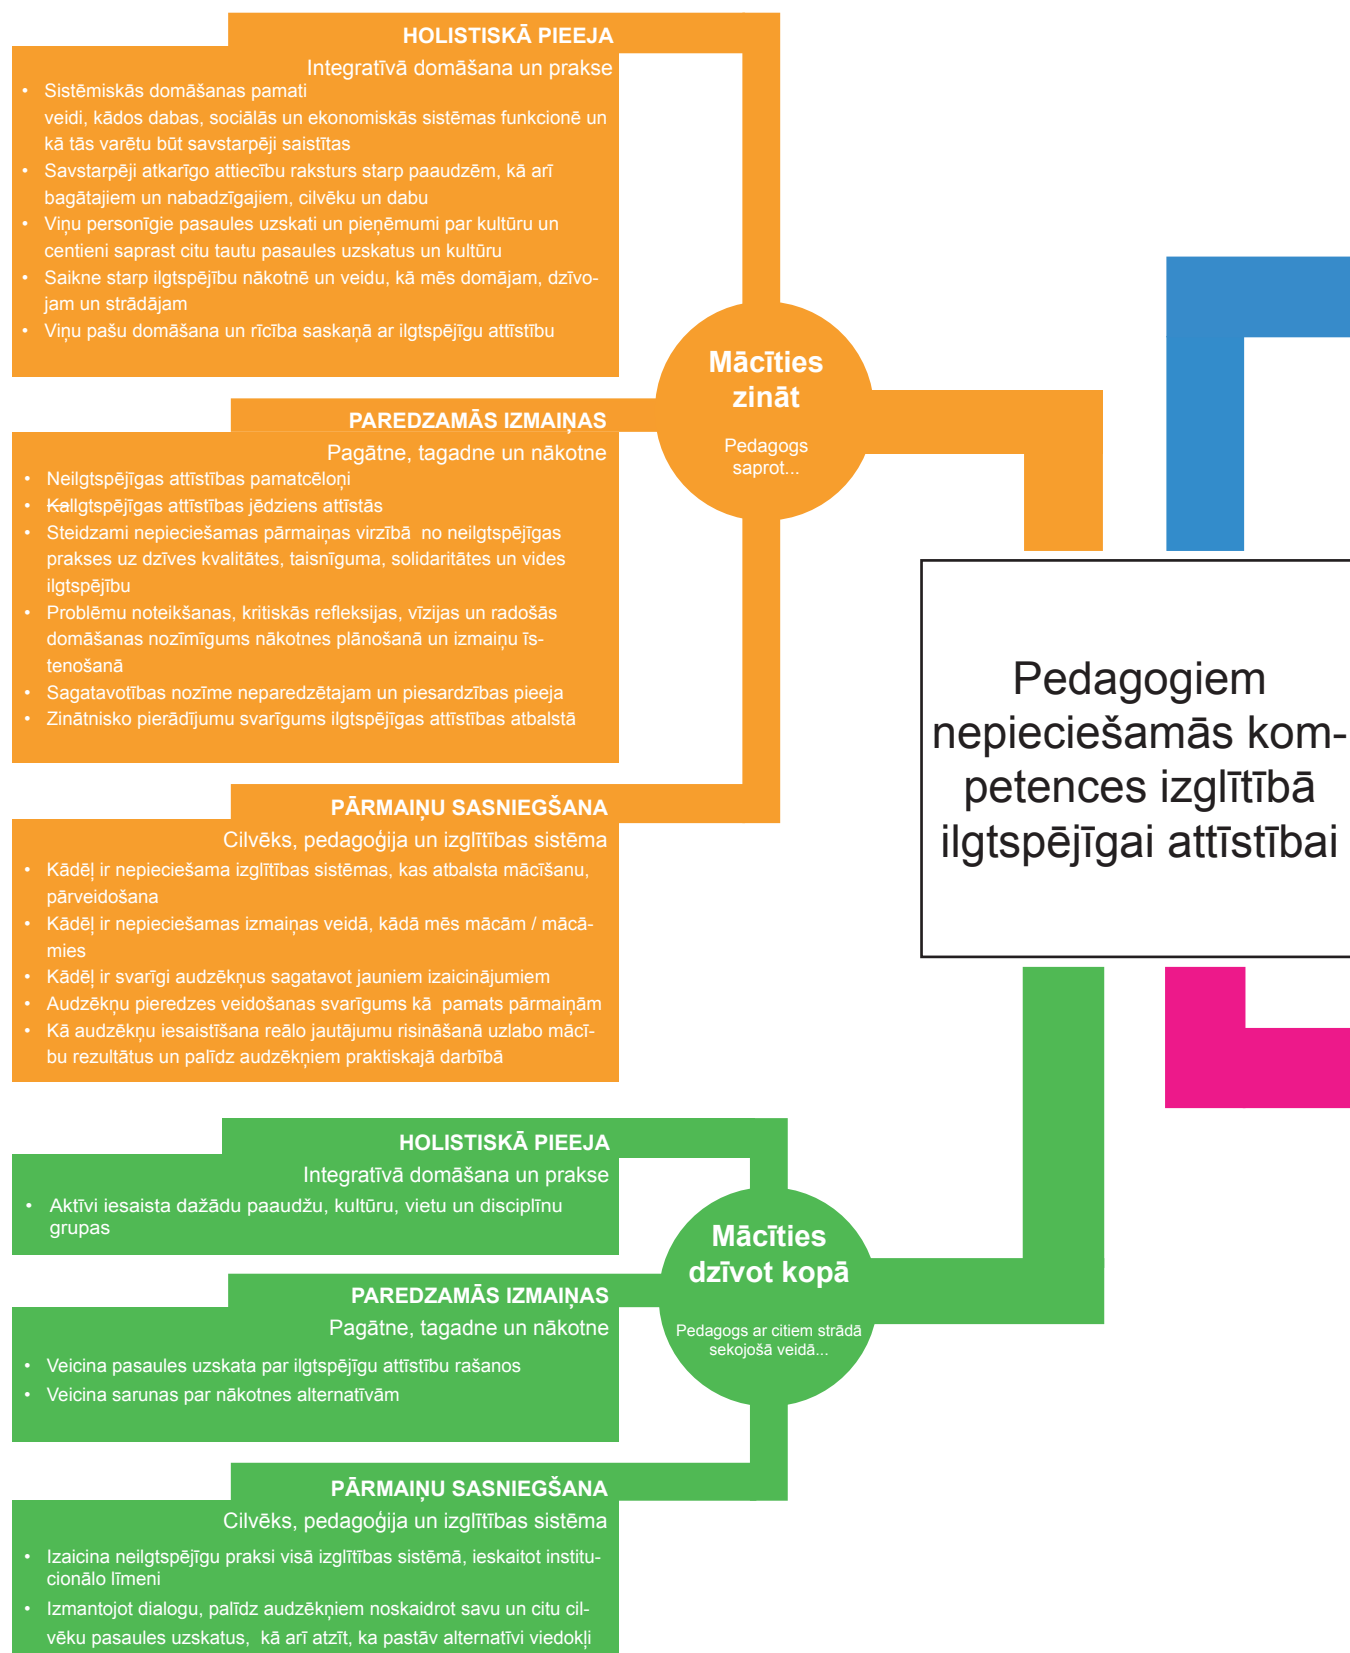 HOLISTISKĀ PIEEJA
Integratīvā domāšana un prakse
• Sistēmiskās domāšanas pamati
veidi, kādos dabas, sociālās un ekonomiskās sistēmas funkcionē un
kā tās varētu būt savstarpēji saistītas
• Savstarpēji atkarīgo attiecību raksturs starp paaudzēm, kā arī
bagātajiem un nabadzīgajiem, cilvēku un dabu
• Viņu personīgie pasaules uzskati un pieņēmumi par kultūru un
centieni saprast citu tautu pasaules uzskatus un kultūru
• Saikne starp ilgtspējību nākotnē un veidu, kā mēs domājam, dzīvo-
jam un strādājam
• Viņu pašu domāšana un rīcība saskaņā ar ilgtspējīgu attīstību
Mācīties
zināt
Pedagogs
saprot...
PAREDZAMĀS IZMAIŅAS
Pagātne, tagadne un nākotne
• Neilgtspējīgas attīstības pamatcēloņi
• KaIlgtspējīgas attīstības jēdziens attīstās
• Steidzami nepieciešamas pārmaiņas virzībā  no neilgtspējīgas
prakses uz dzīves kvalitātes, taisnīguma, solidaritātes un vides
ilgtspējību
• Problēmu noteikšanas, kritiskās refleksijas, vīzijas un radošās
domāšanas nozīmīgums nākotnes plānošanā un izmaiņu īs-
tenošanā
• Sagatavotības nozīme neparedzētajam un piesardzības pieeja
• Zinātnisko pierādījumu svarīgums ilgtspējīgas attīstības atbalstā
PĀRMAIŅU SASNIEGŠANA
Cilvēks, pedagoģija un izglītības sistēma
• Kādēļ ir nepieciešama izglītības sistēmas, kas atbalsta mācīšanu,
pārveidošana
• Kādēļ ir nepieciešamas izmaiņas veidā, kādā mēs mācām / mācā-
mies
• Kādēļ ir svarīgi audzēkņus sagatavot jauniem izaicinājumiem
• Audzēkņu pieredzes veidošanas svarīgums kā  pamats pārmaiņām
• Kā audzēkņu iesaistīšana reālo jautājumu risināšanā uzlabo mācī-
bu rezultātus un palīdz audzēkņiem praktiskajā darbībā
Pedagogiem
nepieciešamās kom-
petences izglītībā
ilgtspējīgai attīstībai
HOLISTISKĀ PIEEJA
Integratīvā domāšana un prakse
• Aktīvi iesaista dažādu paaudžu, kultūru, vietu un disciplīnu
grupas
Mācīties
dzīvot kopā
Pedagogs ar citiem strādā
sekojošā veidā...
PAREDZAMĀS IZMAIŅAS
Pagātne, tagadne un nākotne
• Veicina pasaules uzskata par ilgtspējīgu attīstību rašanos
• Veicina sarunas par nākotnes alternatīvām
PĀRMAIŅU SASNIEGŠANA
Cilvēks, pedagoģija un izglītības sistēma
• Izaicina neilgtspējīgu praksi visā izglītības sistēmā, ieskaitot institu-
cionālo līmeni
• Izmantojot dialogu, palīdz audzēkņiem noskaidrot savu un citu cil-
vēku pasaules uzskatus,  kā arī atzīt, ka pastāv alternatīvi viedokļi